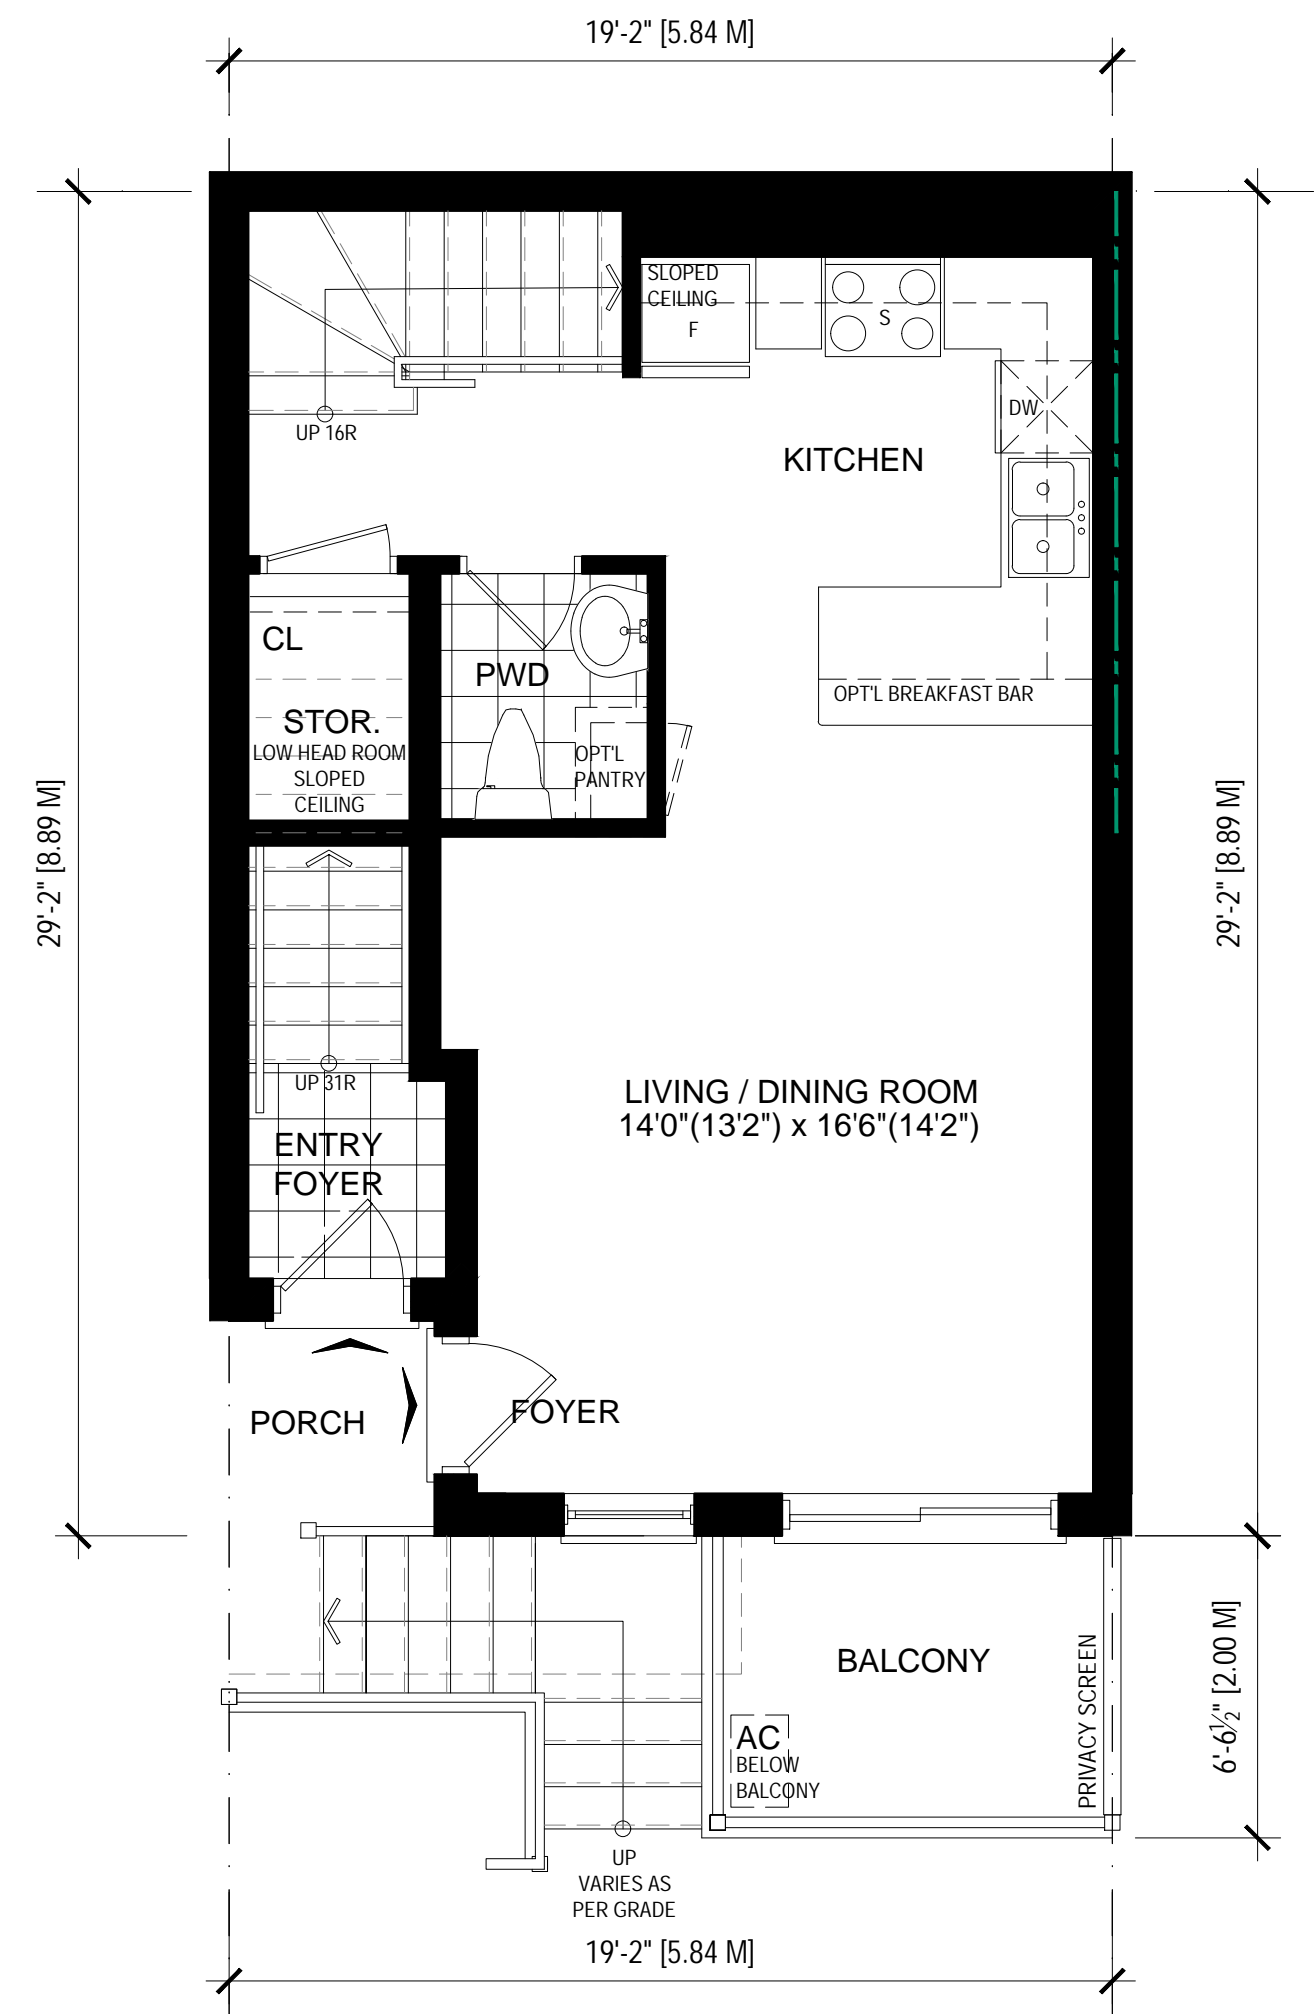 19'-2" [5.84 M]
SLOPED
CEILING
F
S
DW
UP 16R
KITCHEN
CL
PWD
STOR.
LOW HEAD ROOM
SLOPED
CEILING
OPT'L
PANTRY
OPT'L BREAKFAST BAR
29'-2" [8.89 M]
29'-2" [8.89 M]
UP 31R
ENTRY
FOYER
LIVING / DINING ROOM
14'0"(13'2") x 16'6"(14'2")
PORCH
FOYER
BALCONY
PRIVACY SCREEN
6'-6½" [2.00 M]
AC
BELOW
BALCONY
UP
VARIES AS
PER GRADE
19'-2" [5.84 M]